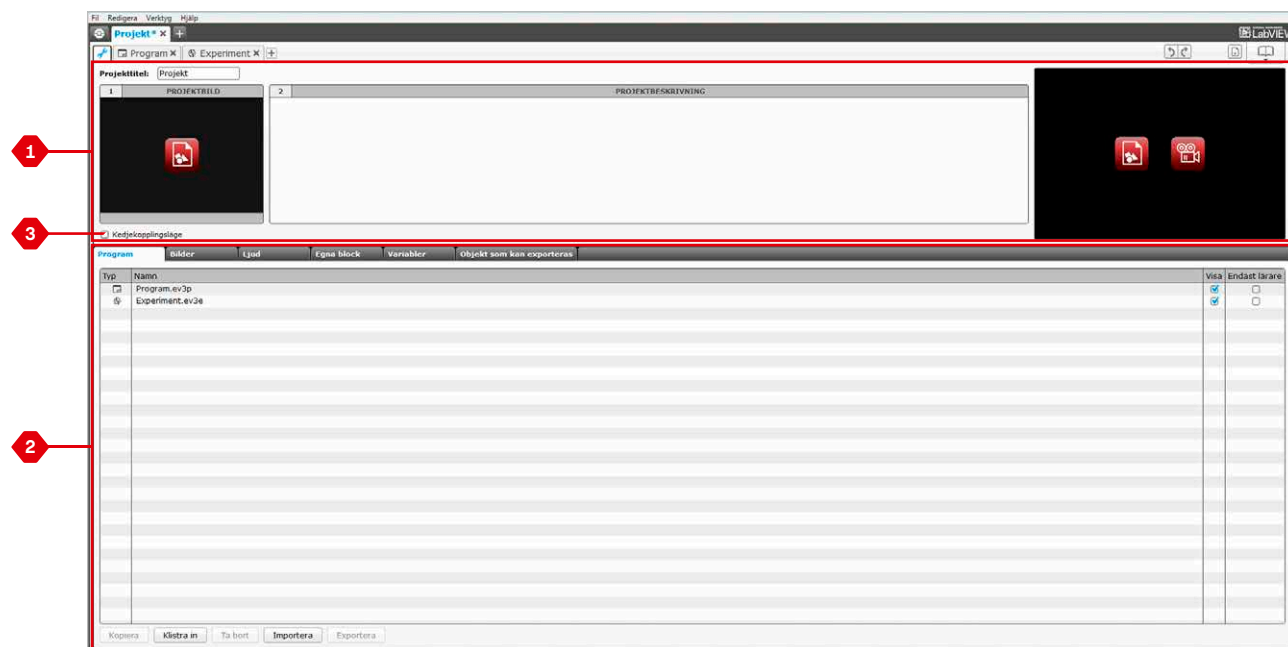 Fil Redigera Verktyg Hjälp
Projekt* × +
LabVIEW
Program × Experiment × +
Projekttitel: Projekt
1 PROJEKTBILD 2 PROJEKTBESKRIVNING
1
3
Kedjekopplingsläge
Program Bilder Ljud Egna block Variabler Objekt som kan exporteras
Typ Namn Visa Endast lärare
Program.ev3p
Experiment.ev3e
2
Kopiera Klistra in Ta bort Importera Exportera